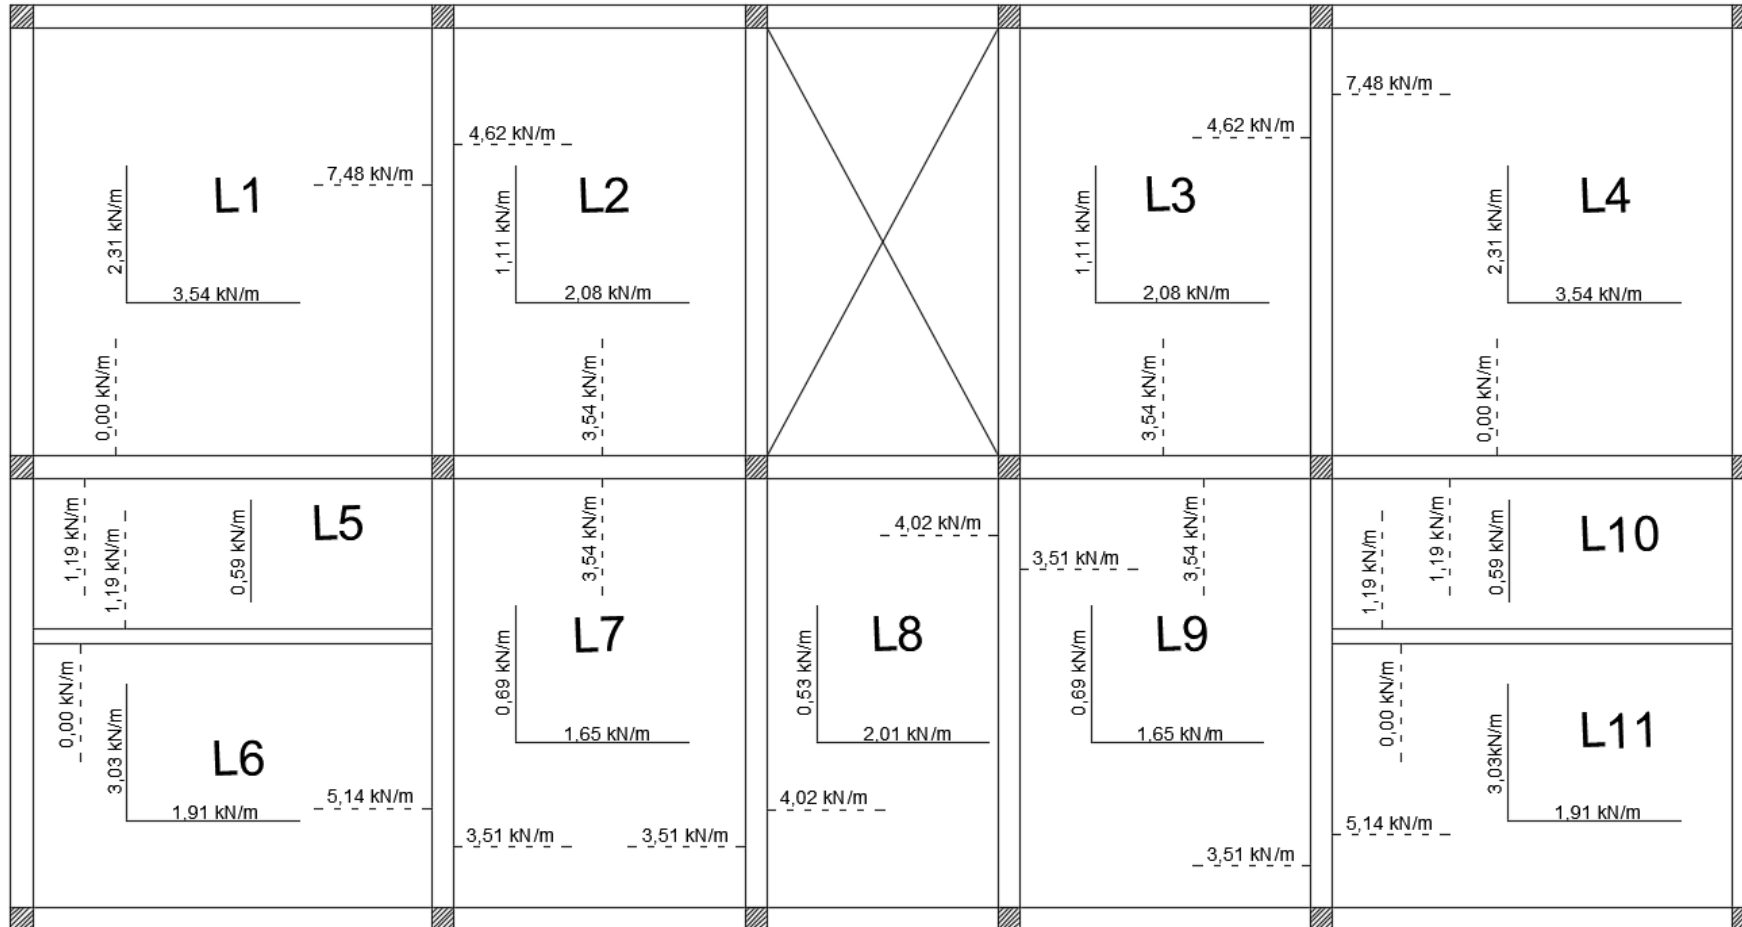 7,48 kN/m
4,62 kN/m
4,62 kN/m
7,48 kN/m
L1
L2
L3
L4
2,31 kN/m
1,11 kN/m
1,11 kN/m
2,31 kN/m
3,54 kN/m
2,08 kN/m
2,08 kN/m
3,54 kN/m
0,00 kN/m
3,54 kN/m
3,54 kN/m
0,00 kN/m
1,19 kN/m
1,19 kN/m
0,59 kN/m
L5
3,54 kN/m
4,02 kN/m
3,51 kN/m
3,54 kN/m
1,19 kN/m
1,19 kN/m
0,59 kN/m
L10
L7
L8
L9
0,69 kN/m
1,65 kN/m
0,53 kN/m
2,01 kN/m
0,69 kN/m
1,65 kN/m
0,00 kN/m
3,03 kN/m
L6
1,91 kN/m
5,14 kN/m
3,51 kN/m
3,51 kN/m
4,02 kN/m
3,51 kN/m
0,00 kN/m
5,14 kN/m
3,03kN/m
L11
1,91 kN/m